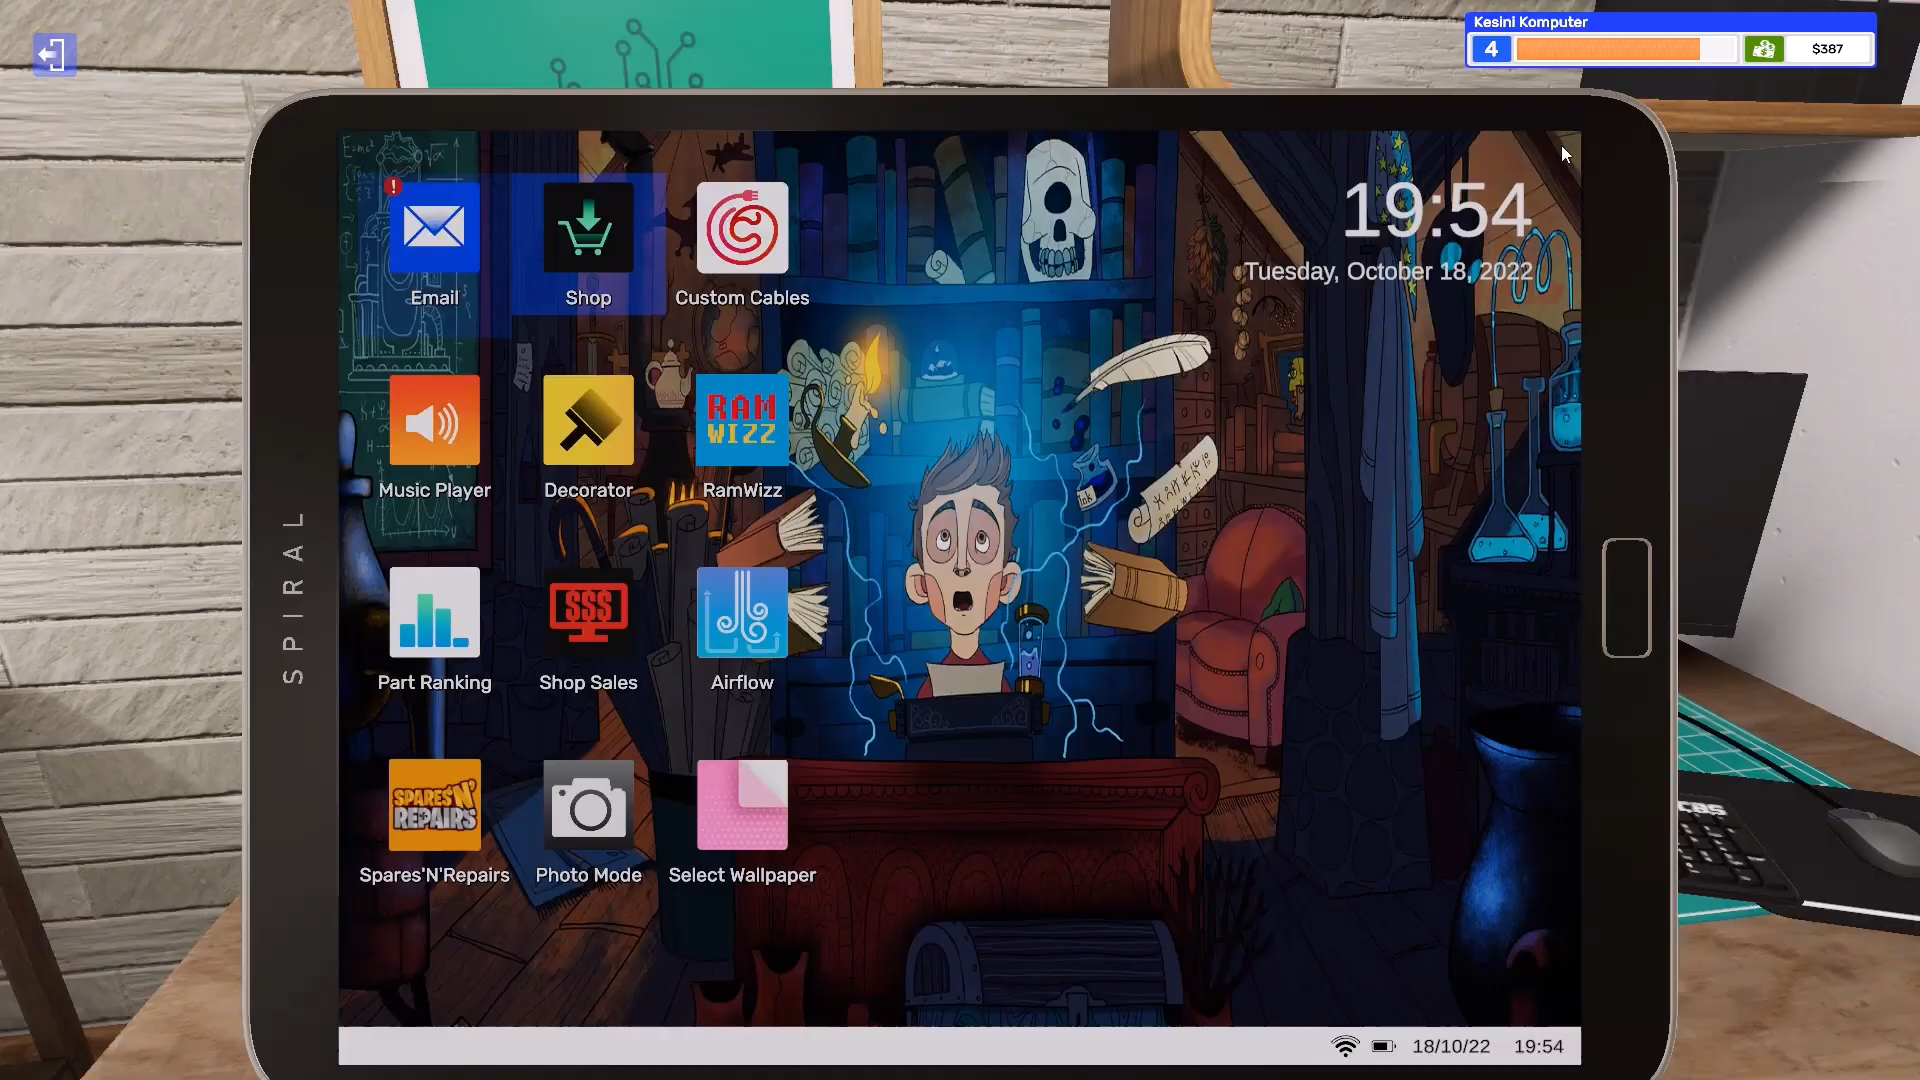 Kesini Komputer
4
$387
19:54
Tuesday, October 18, 2022
Email
Shop
Custom Cables
RAM
WIZZ
Music Player
Decorator
RamWizz
$$$
Part Ranking
Shop Sales
Airflow
SPARES'N'
REPAIRS
Spares'N'Repairs
Photo Mode
Select Wallpaper
SPIRAL
Ink
18/10/22
19:54